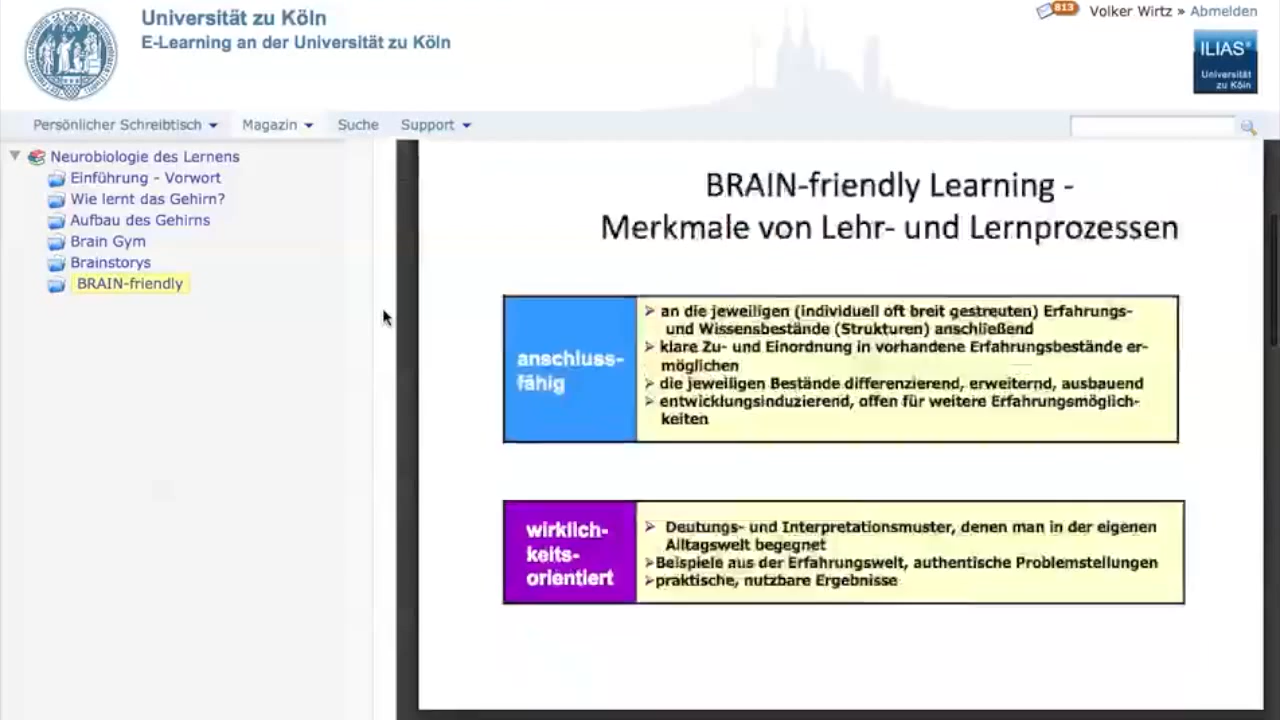 Universität zu Köln
E-Learning an der Universität zu Köln
813 Volker Wirtz » Abmelden
ILIAS®
Universität
zu Köln
Persönlicher Schreibtisch Magazin Suche Support
Neurobiologie des Lernens
Einführung - Vorwort
Wie lernt das Gehirn?
Aufbau des Gehirns
Brain Gym
Brainstorys
BRAIN-friendly
BRAIN-friendly Learning -
Merkmale von Lehr- und Lernprozessen
anschluss-
fähig
➢ an die jeweiligen (individuell oft breit gestreuten) Erfahrungs-
und Wissensbestände (Strukturen) anschließend
➢ klare Zu- und Einordnung in vorhandene Erfahrungsbestände er-
möglichen
➢ die jeweiligen Bestände differenzierend, erweiternd, ausbauend
➢ entwicklungsinduzierend, offen für weitere Erfahrungsmöglich-
keiten
wirklich-
keits-
orientiert
➢ Deutungs- und Interpretationsmuster, denen man in der eigenen
Alltagswelt begegnet
➢Beispiele aus der Erfahrungswelt, authentische Problemstellungen
➢praktische, nutzbare Ergebnisse